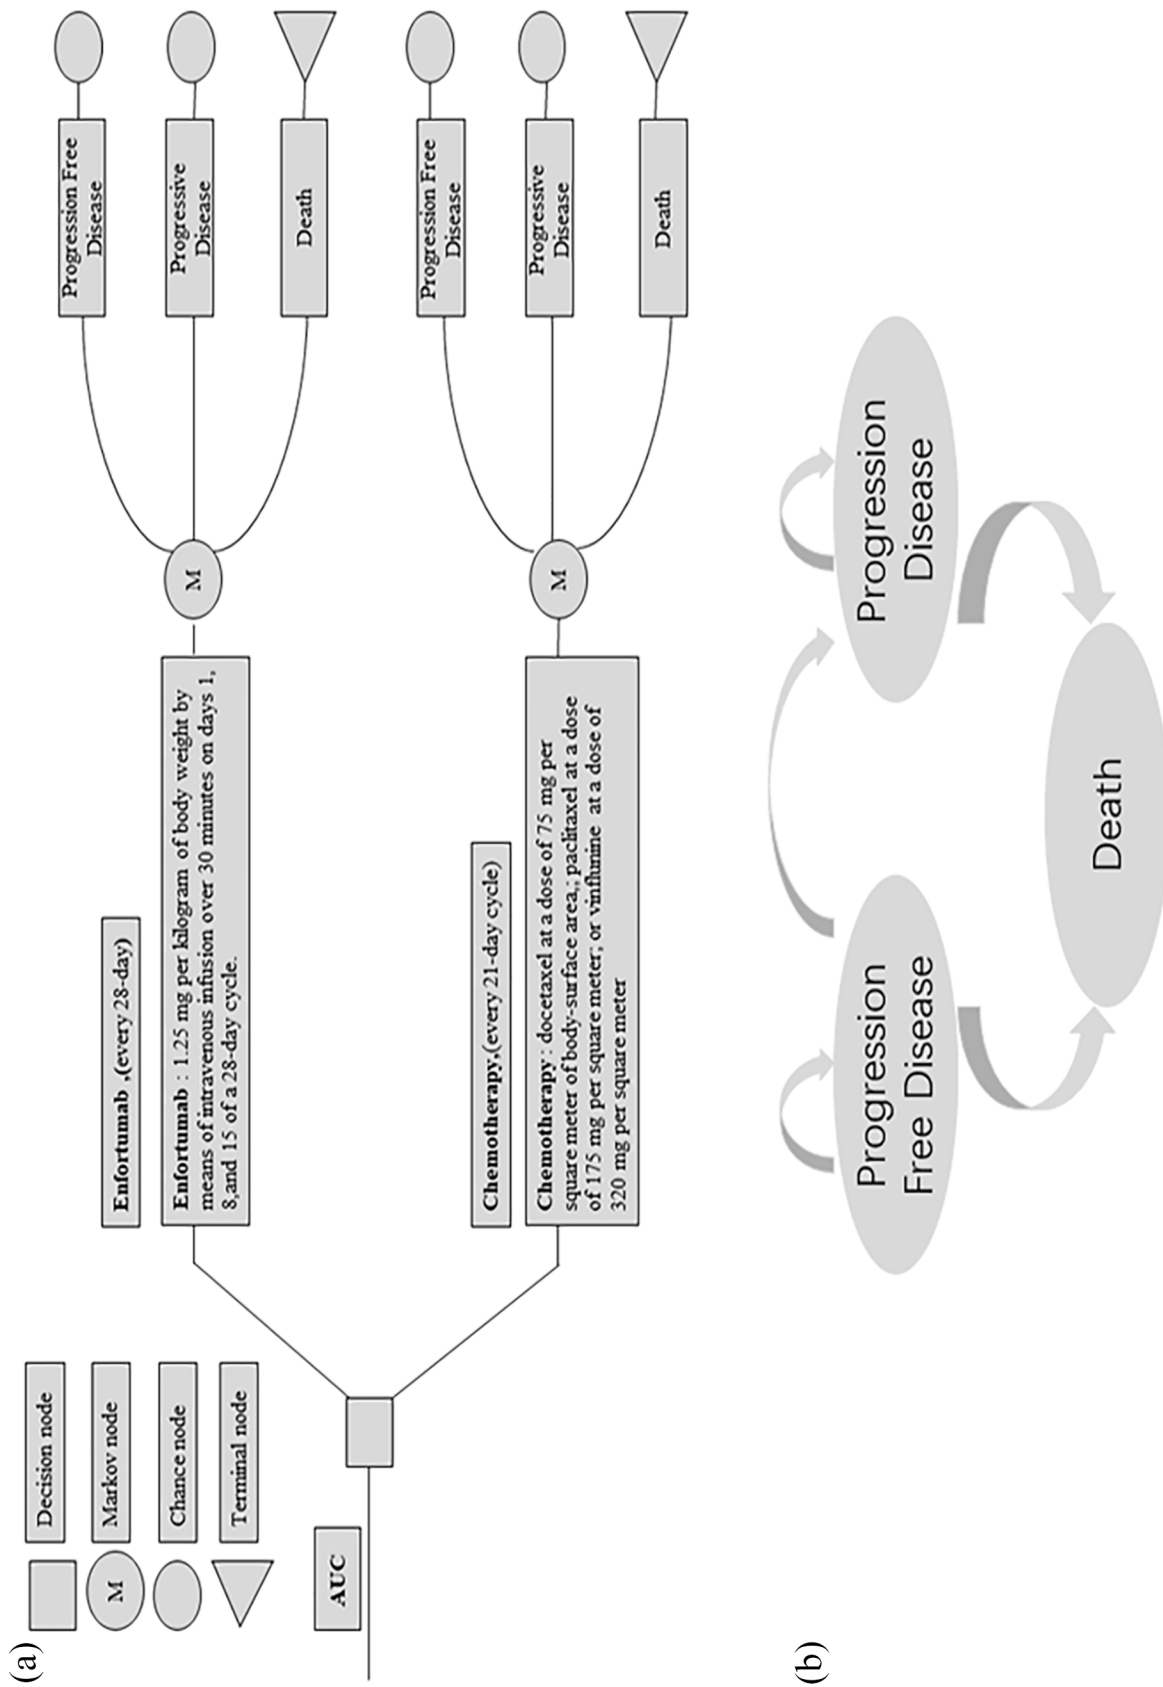 (a)
Decision node
M
Markov node
Chance node
Terminal node
AUC
Enfortumab ,(every 28-day)
Enfortumab : 1.25 mg per kilogram of body weight by
means of intravenous infusion over 30 minutes on days 1,
8,and 15 of a 28-day cycle.
M
Progression Free
Disease
Progressive
Disease
Death
Chemotherapy,(every 21-day cycle)
Chemotherapy : docetaxel at a dose of 75 mg per
square meter of body-surface area,; paclitaxel at a dose
of 175 mg per square meter; or vinflunine at a dose of
320 mg per square meter
M
Progression Free
Disease
Progressive
Disease
Death
(b)
Progression
Free Disease
Progression
Disease
Death